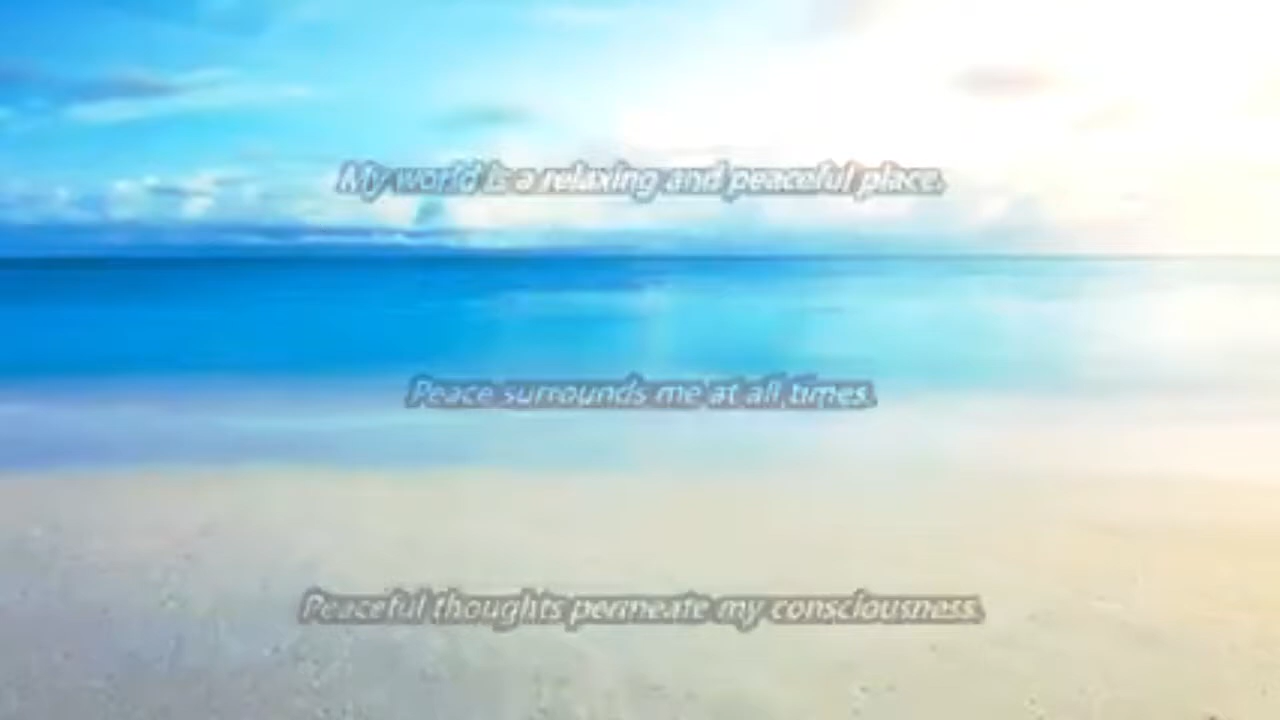 My world is a relaxing and peaceful place.
Peace surrounds me at all times.
Peaceful thoughts permeate my consciousness.